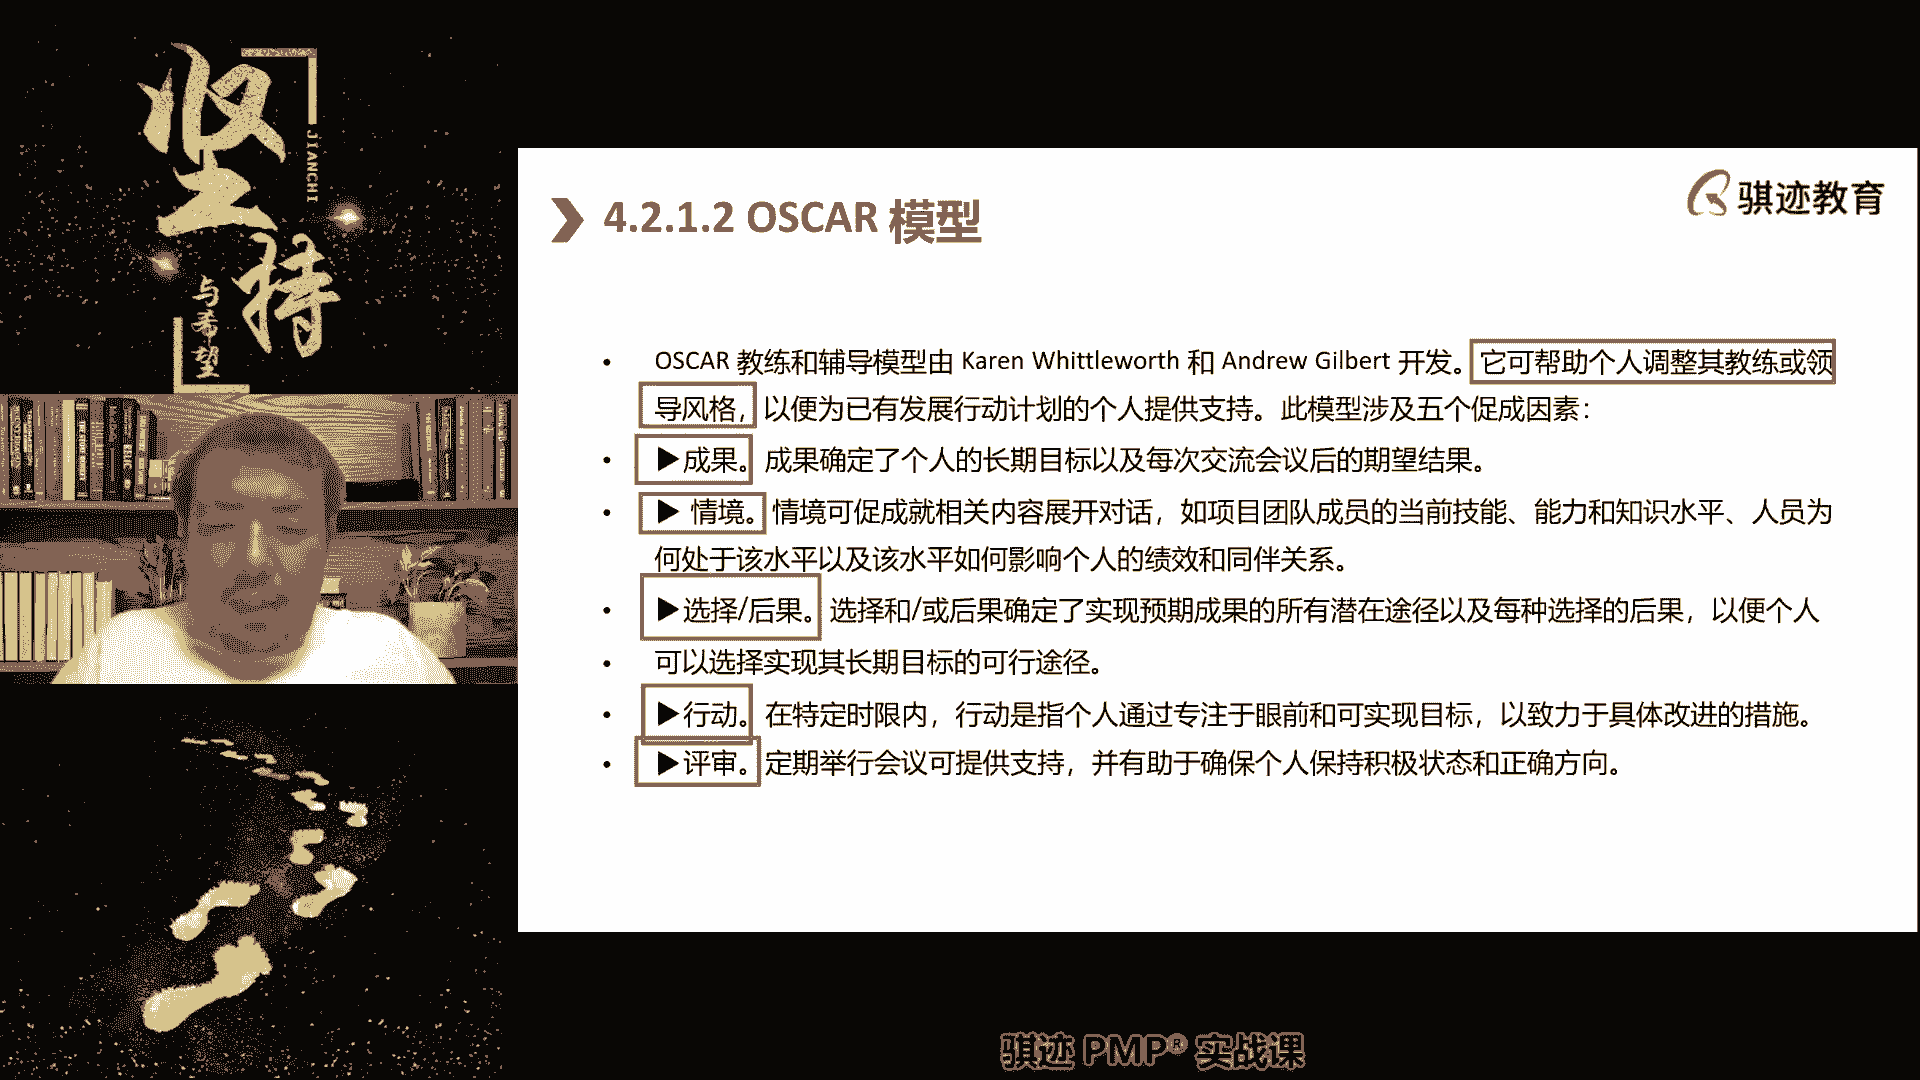 坚持
JIANCHI
与希望
骐迹教育
4.2.1.2 OSCAR 模型
• OSCAR 教练和辅导模型由 Karen Whittleworth 和 Andrew Gilbert 开发。它可帮助个人调整其教练或领
导风格，以便为已有发展行动计划的个人提供支持。此模型涉及五个促成因素：
• ▶成果。成果确定了个人的长期目标以及每次交流会议后的期望结果。
• ▶ 情境。情境可促成就相关内容展开对话，如项目团队成员的当前技能、能力和知识水平、人员为
何处于该水平以及该水平如何影响个人的绩效和同伴关系。
• ▶选择/后果。选择和/或后果确定了实现预期成果的所有潜在途径以及每种选择的后果，以便个人
• 可以选择实现其长期目标的可行途径。
• ▶行动。在特定时限内，行动是指个人通过专注于眼前和可实现目标，以致力于具体改进的措施。
• ▶评审。定期举行会议可提供支持，并有助于确保个人保持积极状态和正确方向。
骐迹 PMP® 实战课